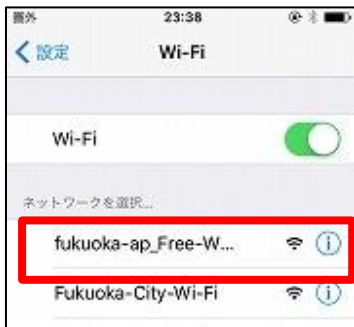 圏外 23:38
設定 Wi-Fi
Wi-Fi
ネットワークを選択...
fukuoka-ap_Free-W...
Fukuoka-City-Wi-Fi